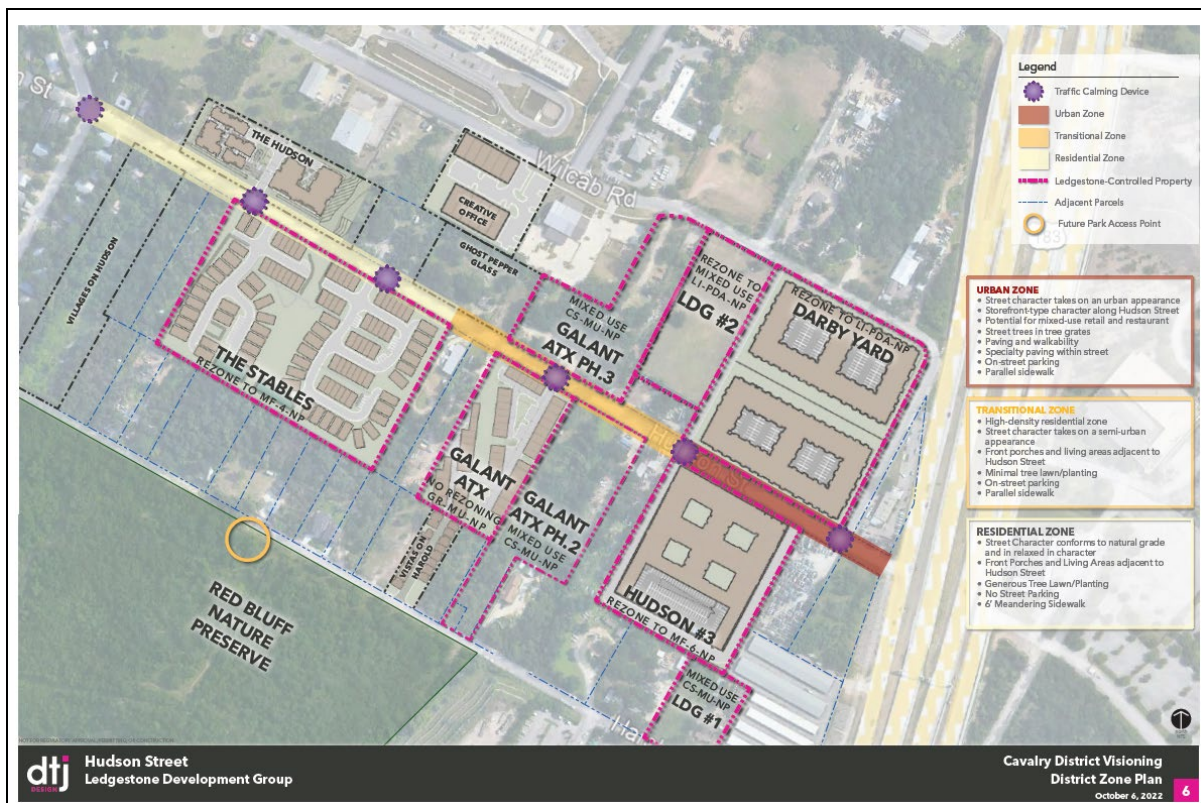 n St
Wilcab Rd
THE HUDSON
CREATIVE
OFFICE
GHOST PEPPER
GLASS
VILLAGES ON HUDSON
THE STABLES
REZONE TO MF-4-NP
MIXED USE
CS-MU-NP
GALANT
ATX PH.3
REZONE TO
MIXED USE
LI-PDA-NP
LDG #2
REZONE TO LI-PDA-NP
DARBY YARD
GALANT
ATX
NO REZONING
GR-MU-NP
GALANT
ATX PH.2
MIXED USE
CS-MU-NP
VISTAS ON
HAROLD
HUDSON #3
REZONE TO MF-6-NP
MIXED USE
CS-MU-NP
LDG #1
RED BLUFF
NATURE
PRESERVE
183
Legend
Traffic Calming Device
Urban Zone
Transitional Zone
Residential Zone
Ledgestone-Controlled Property
Adjacent Parcels
Future Park Access Point
URBAN ZONE
• Street character takes on an urban appearance
• Storefront-type character along Hudson Street
• Potential for mixed-use retail and restaurant
• Street trees in tree grates
• Paving and walkability
• Specialty paving within street
• On-street parking
• Parallel sidewalk
TRANSITIONAL ZONE
• High-density residential zone
• Street character takes on a semi-urban
appearance
• Front porches and living areas adjacent to
Hudson Street
• Minimal tree lawn/planting
• On-street parking
• Parallel sidewalk
RESIDENTIAL ZONE
• Street Character conforms to natural grade
and in relaxed in character
• Front Porches and Living Areas adjacent to
Hudson Street
• Generous Tree Lawn/Planting
• No Street Parking
• 6' Meandering Sidewalk
dtj
DESIGN
Hudson Street
Ledgestone Development Group
Cavalry District Visioning
District Zone Plan
October 6, 2022
6